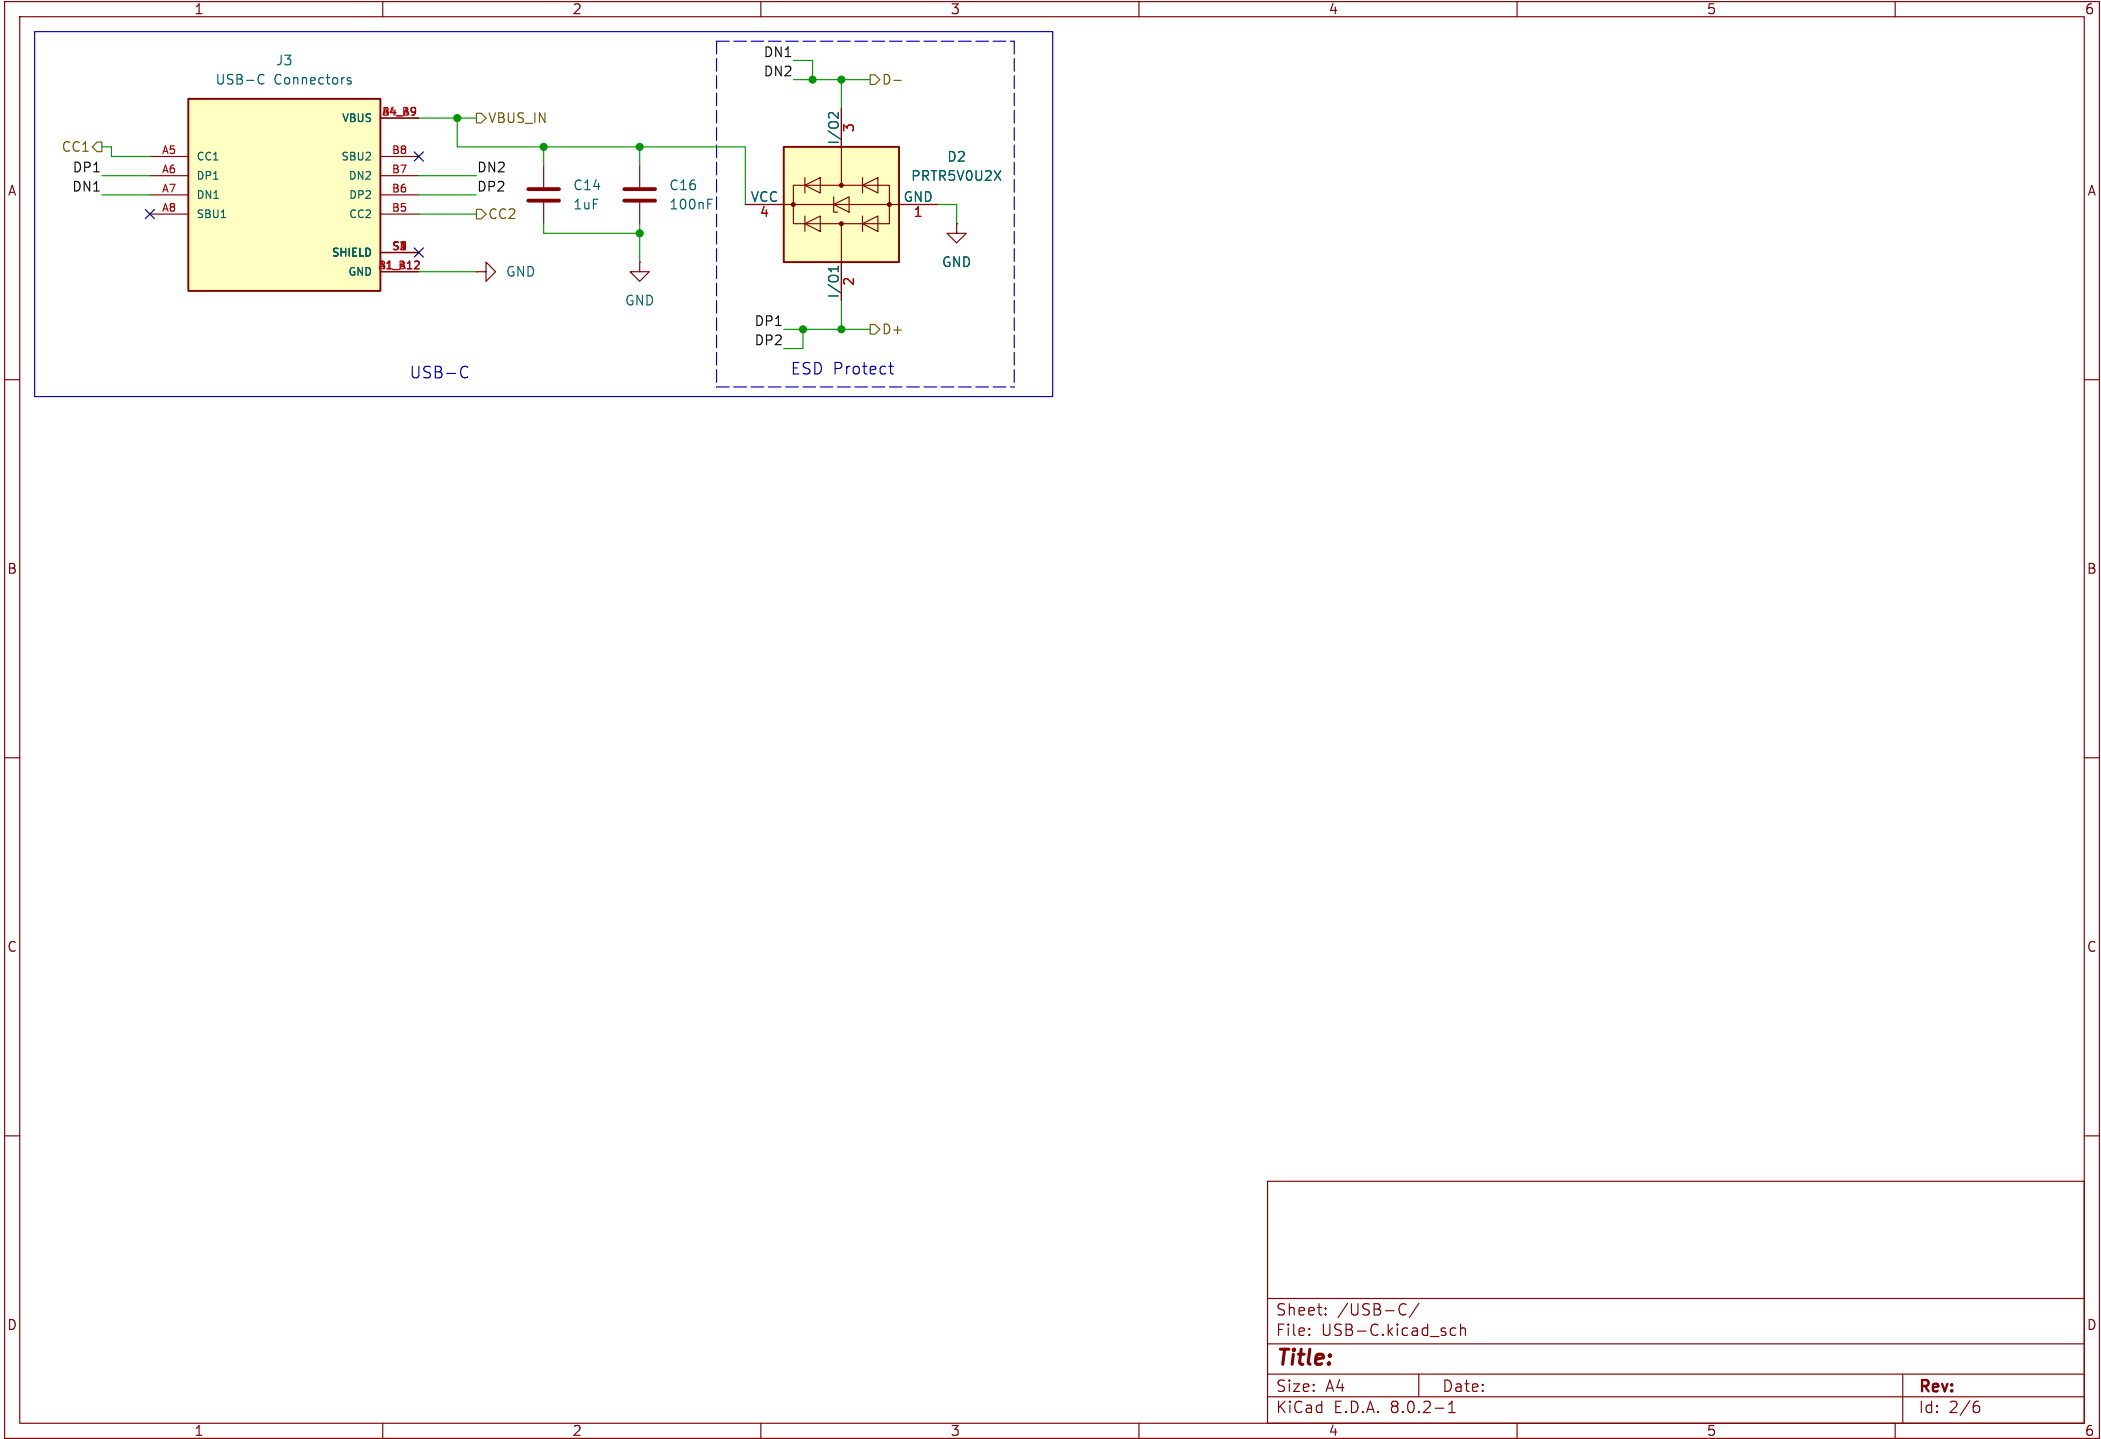 1 2 3 4 5 6
A
B
C
D
J3
USB-C Connectors
CC1
DP1
DN1
A5
A6
A7
A8
CC1
DP1
DN1
SBU1
VBUS
SBU2
DN2
DP2
CC2
SHIELD
GND
B8
B7
B6
B5
VBUS_IN
DN2
DP2
CC2
GND
C14
1uF
C16
100nF
GND
USB-C
DN1
DN2
D-
I/O2
3
D2
PRTR5V0U2X
VCC
4
GND
1
GND
I/O1
2
DP1
DP2
D+
ESD Protect
A
B
C
D
Sheet: /USB-C/
File: USB-C.kicad_sch
Title:
Size: A4 Date: Rev:
KiCad E.D.A. 8.0.2-1 Id: 2/6
1 2 3 4 5 6